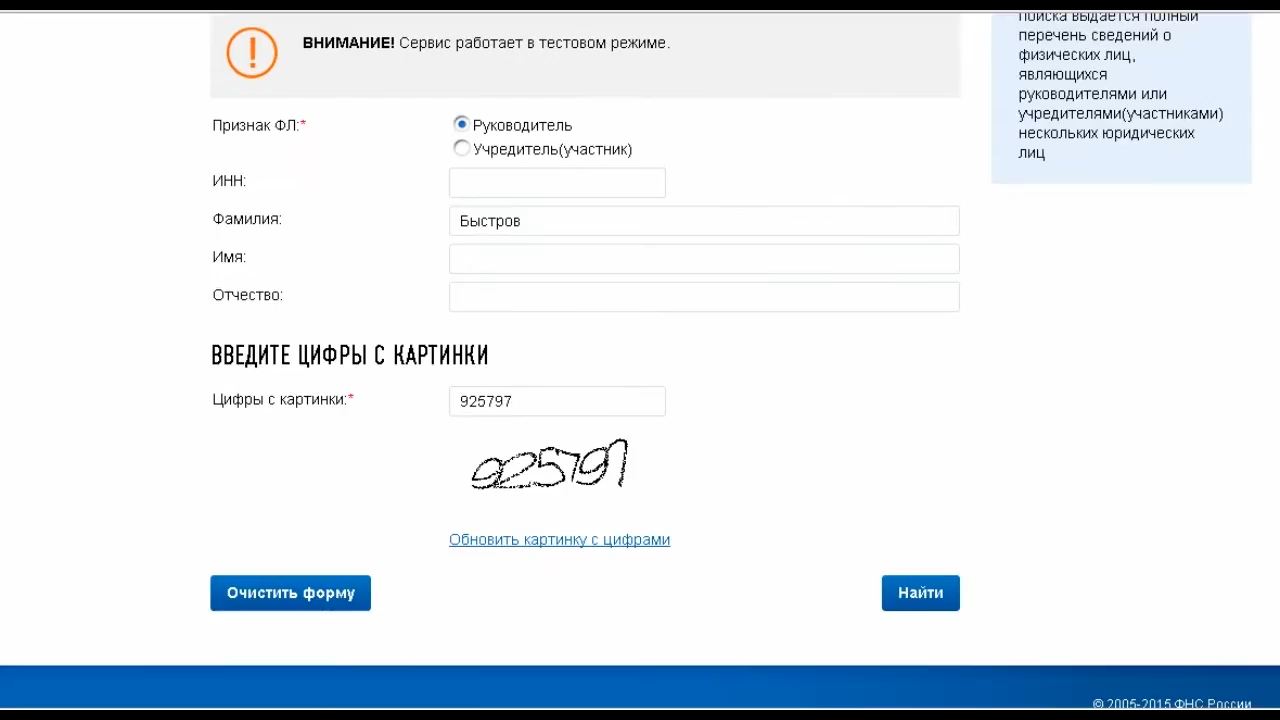 ВНИМАНИЕ! Сервис работает в тестовом режиме.
Признак ФЛ:*
Руководитель
Учредитель(участник)
ИНН:
Фамилия:
Быстров
Имя:
Отчество:
ВВЕДИТЕ ЦИФРЫ С КАРТИНКИ
Цифры с картинки:*
925797
925797
Обновить картинку с цифрами
Очистить форму
Найти
поиска выдается полный
перечень сведений о
физических лиц,
являющихся
руководителями или
учредителями(участниками)
нескольких юридических
лиц
© 2005-2015 ФНС России